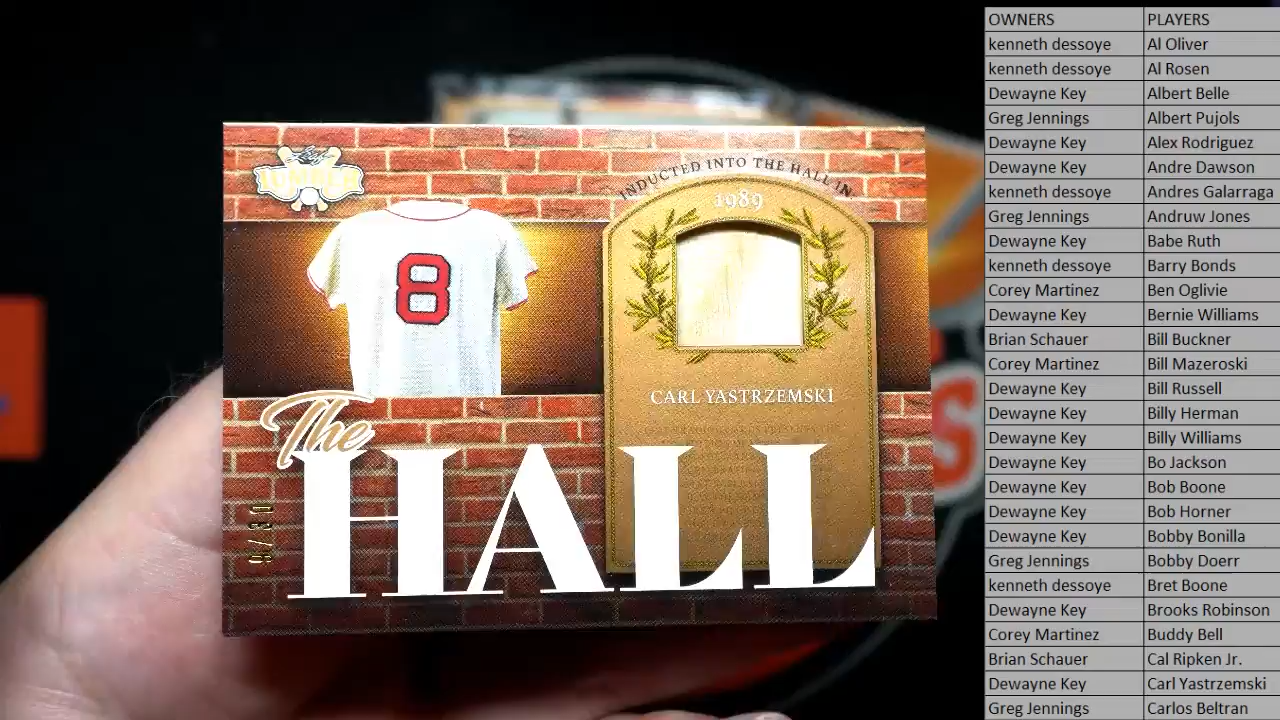 Leaf
LUMBER
INDUCTED INTO THE HALL IN
1989
8
CARL YASTRZEMSKI
The
HALL
S
OWNERS PLAYERS
kenneth dessoye Al Oliver
kenneth dessoye Al Rosen
Dewayne Key Albert Belle
Greg Jennings Albert Pujols
Dewayne Key Alex Rodriguez
Dewayne Key Andre Dawson
kenneth dessoye Andres Galarraga
Greg Jennings Andruw Jones
Dewayne Key Babe Ruth
kenneth dessoye Barry Bonds
Corey Martinez Ben Oglivie
Dewayne Key Bernie Williams
Brian Schauer Bill Buckner
Corey Martinez Bill Mazeroski
Dewayne Key Bill Russell
Dewayne Key Billy Herman
Dewayne Key Billy Williams
Dewayne Key Bo Jackson
Dewayne Key Bob Boone
Dewayne Key Bob Horner
Dewayne Key Bobby Bonilla
Greg Jennings Bobby Doerr
kenneth dessoye Bret Boone
Dewayne Key Brooks Robinson
Corey Martinez Buddy Bell
Brian Schauer Cal Ripken Jr.
Dewayne Key Carl Yastrzemski
Greg Jennings Carlos Beltran